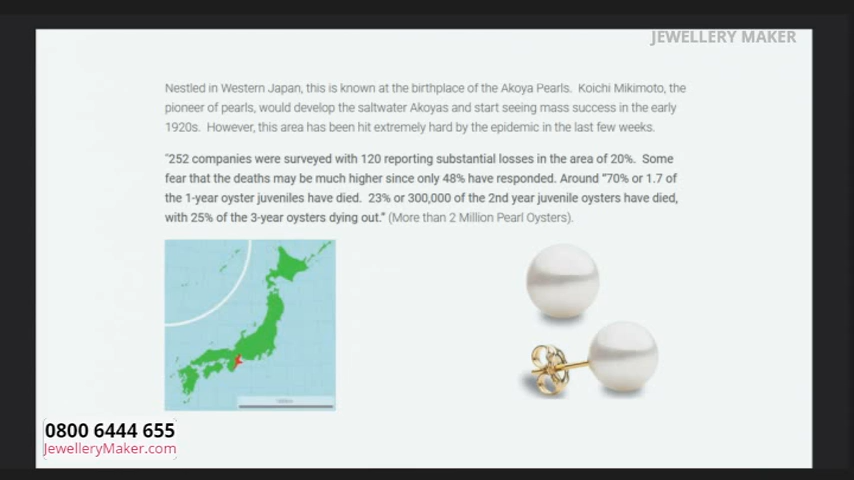 JEWELLERY MAKER
Nestled in Western Japan, this is known at the birthplace of the Akoya Pearls. Koichi Mikimoto, the
pioneer of pearls, would develop the saltwater Akoyas and start seeing mass success in the early
1920s. However, this area has been hit extremely hard by the epidemic in the last few weeks.
"252 companies were surveyed with 120 reporting substantial losses in the area of 20%. Some
fear that the deaths may be much higher since only 48% have responded. Around "70% or 1.7 of
the 1-year oyster juveniles have died. 23% or 300,000 of the 2nd year juvenile oysters have died,
with 25% of the 3-year oysters dying out." (More than 2 Million Pearl Oysters).
0800 6444 655
JewelleryMaker.com